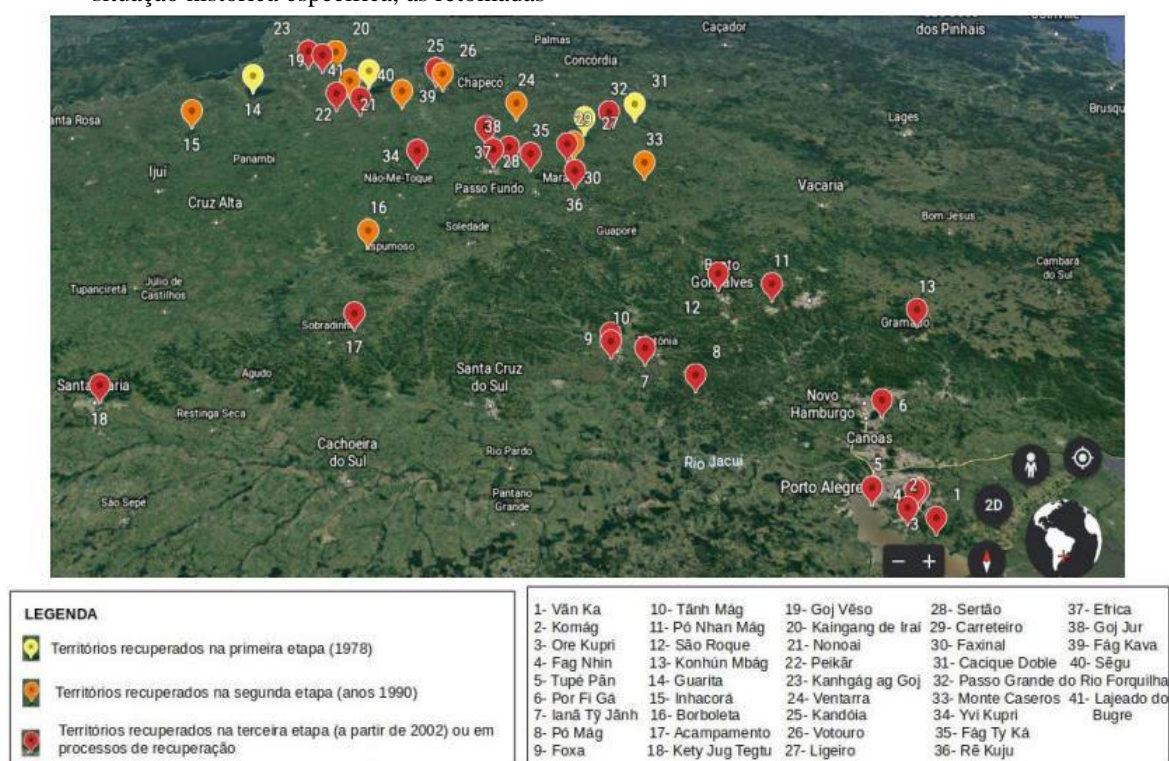 situação histórica específica, as retomadas
Caçador
dos Pinhais
23
20
25
26
Palmas
Concórdia
19
41
40
Chapecó
24
32
31
14
22
21
39
29
27
Lages
Brusqu
anta Rosa
15
38
35
33
Ijuí
Panambi
34
37
28
30
Não-Me-Toque
Passo Fundo
Mara
36
Vacaria
Cruz Alta
16
Soledade
Guaporé
Bom Jesus
Espumoso
Cambará
do Sul
Tupanciretã
Júlio de
Castilhos
Bento
Gonçalves
11
13
12
Sobradinho
17
10
Gramado
9
7
8
Santa Maria
18
Agudo
Santa Cruz
do Sul
Restinga Seca
Novo
Hamburgo
6
Cachoeira
do Sul
Rio Pardo
Canoas
Rio Jacuí
5
São Sepé
Pantano
Grande
Porto Alegre
4
2
1
3
2D
LEGENDA
Territórios recuperados na primeira etapa (1978)
Territórios recuperados na segunda etapa (anos 1990)
Territórios recuperados na terceira etapa (a partir de 2002) ou em
processos de recuperação
1- Vãn Ka
2- Komág
3- Ore Kupri
4- Fag Nhin
5- Tupé Pãn
6- Por Fi Gá
7- Ianã Tỹ Jãnh
8- Pó Mág
9- Foxa
10- Tãnh Mág
11- Pó Nhan Mág
12- São Roque
13- Konhún Mbág
14- Guarita
15- Inhacorá
16- Borboleta
17- Acampamento
18- Kety Jug Tegtu
19- Goj Vẽso
20- Kaingang de Iraí
21- Nonoai
22- Peikãr
23- Kanhgág ag Goj
24- Ventarra
25- Kandóia
26- Votouro
27- Ligeiro
28- Sertão
29- Carreteiro
30- Faxinal
31- Cacique Doble
32- Passo Grande do Rio Forquilha
33- Monte Caseros
34- Yvi Kupri
35- Fág Ty Ká
36- Rẽ Kuju
37- Efrica
38- Goj Jur
39- Fág Kava
40- Sẽgu
41- Lajeado do
Bugre